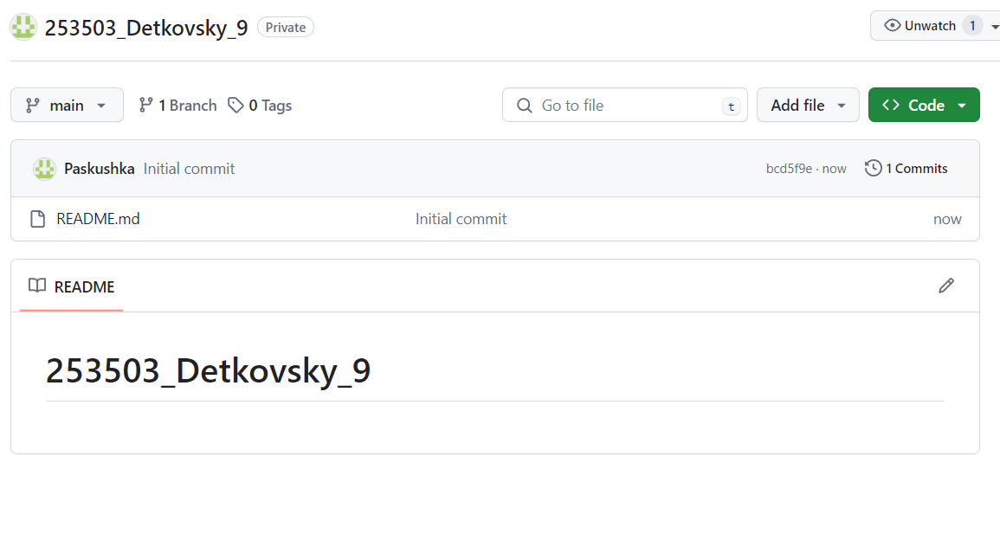 253503_Detkovsky_9 Private Unwatch 1
main 1 Branch 0 Tags Go to file t Add file Code
Paskushka Initial commit bcd5f9e · now 1 Commits
README.md Initial commit now
README
253503_Detkovsky_9